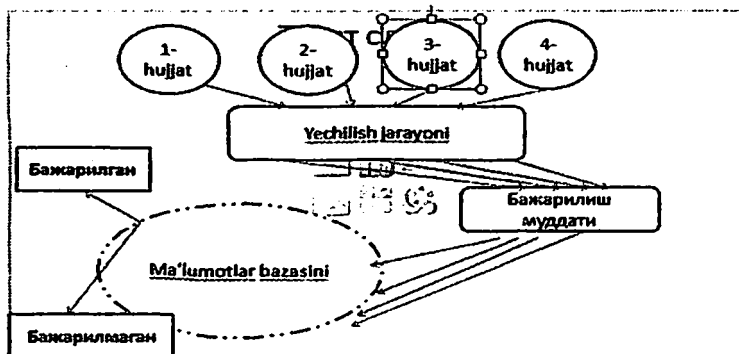 1-
hujjat
2-
hujjat
3-
hujjat
4-
hujjat
Yechilish jarayoni
Бажарилган
Бажарилиш
муддати
Ma'lumotlar bazasini
Бажарилмаган